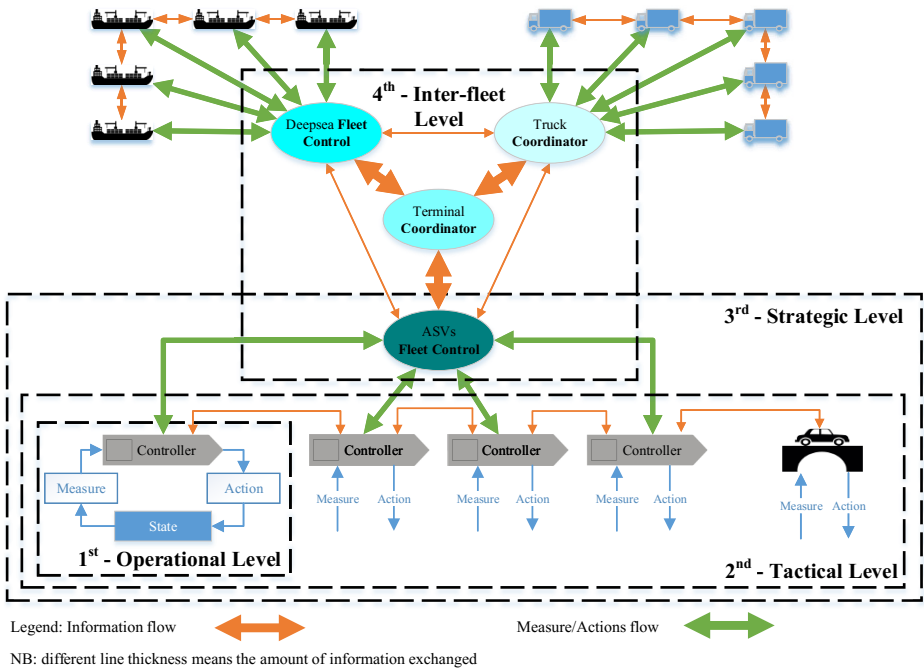 4th - Inter-fleet
Level
Deepsea Fleet
Control
Truck
Coordinator
Terminal
Coordinator
3rd - Strategic Level
ASVs
Fleet Control
Controller
Controller
Controller
Controller
Measure
Action
State
Measure
Action
Measure
Action
Measure
Action
Measure
Action
1st - Operational Level
2nd - Tactical Level
Legend: Information flow
Measure/Actions flow
NB: different line thickness means the amount of information exchanged